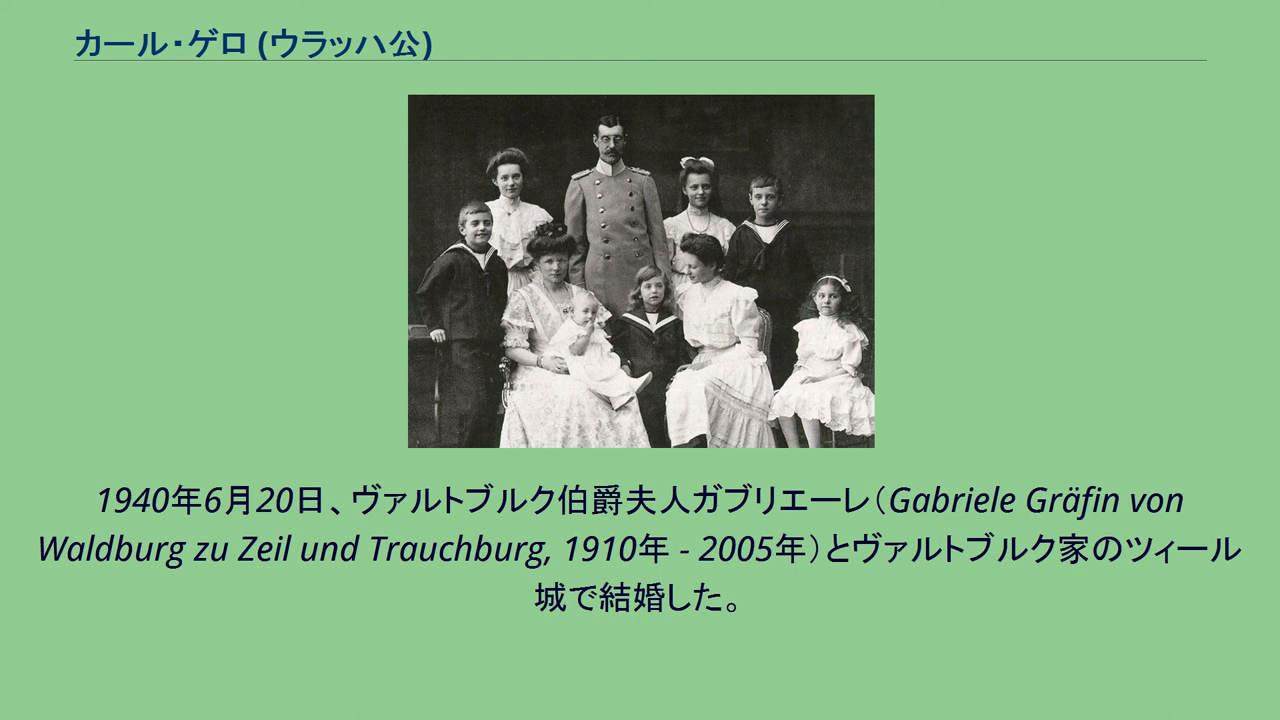 カール・ゲロ (ウラッハ公)
1940年6月20日、ヴァルトブルク伯爵夫人ガブリエーレ（Gabriele Gräfin von
Waldburg zu Zeil und Trauchburg, 1910年 - 2005年）とヴァルトブルク家のツィール
城で結婚した。